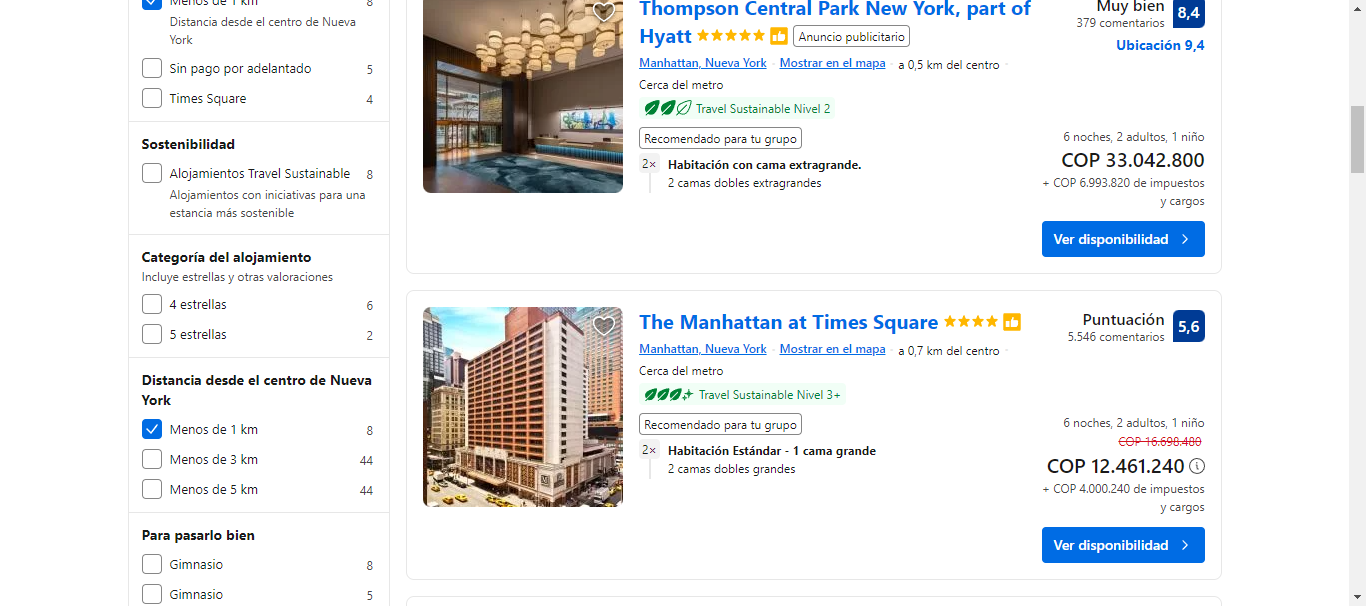 Menos de 1 km 8
Distancia desde el centro de Nueva
York
Sin pago por adelantado 5
Times Square 4
Sostenibilidad
Alojamientos Travel Sustainable 8
Alojamientos con iniciativas para una
estancia más sostenible
Categoría del alojamiento
Incluye estrellas y otras valoraciones
4 estrellas 6
5 estrellas 2
Distancia desde el centro de Nueva
York
Menos de 1 km 8
Menos de 3 km 44
Menos de 5 km 44
Para pasarlo bien
Gimnasio 8
Gimnasio 5
Thompson Central Park New York, part of
Hyatt Anuncio publicitario
Manhattan, Nueva York · Mostrar en el mapa · a 0,5 km del centro ·
Cerca del metro
Travel Sustainable Nivel 2
Recomendado para tu grupo
2× Habitación con cama extragrande.
2 camas dobles extragrandes
Muy bien 8,4
379 comentarios
Ubicación 9,4
6 noches, 2 adultos, 1 niño
COP 33.042.800
+ COP 6.993.820 de impuestos
y cargos
Ver disponibilidad
The Manhattan at Times Square
Manhattan, Nueva York · Mostrar en el mapa · a 0,7 km del centro ·
Cerca del metro
Travel Sustainable Nivel 3+
Recomendado para tu grupo
2× Habitación Estándar - 1 cama grande
2 camas dobles grandes
Puntuación 5,6
5.546 comentarios
6 noches, 2 adultos, 1 niño
COP 16.698.480
COP 12.461.240
+ COP 4.000.240 de impuestos
y cargos
Ver disponibilidad